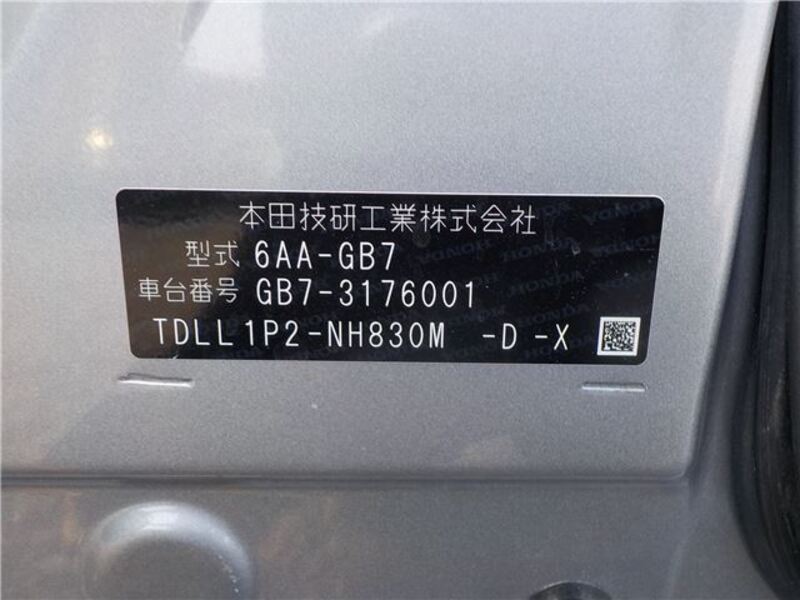 本田技研工業株式会社
型式 6AA-GB7
車台番号 GB7-3176001
TDLL1P2-NH830M -D -X